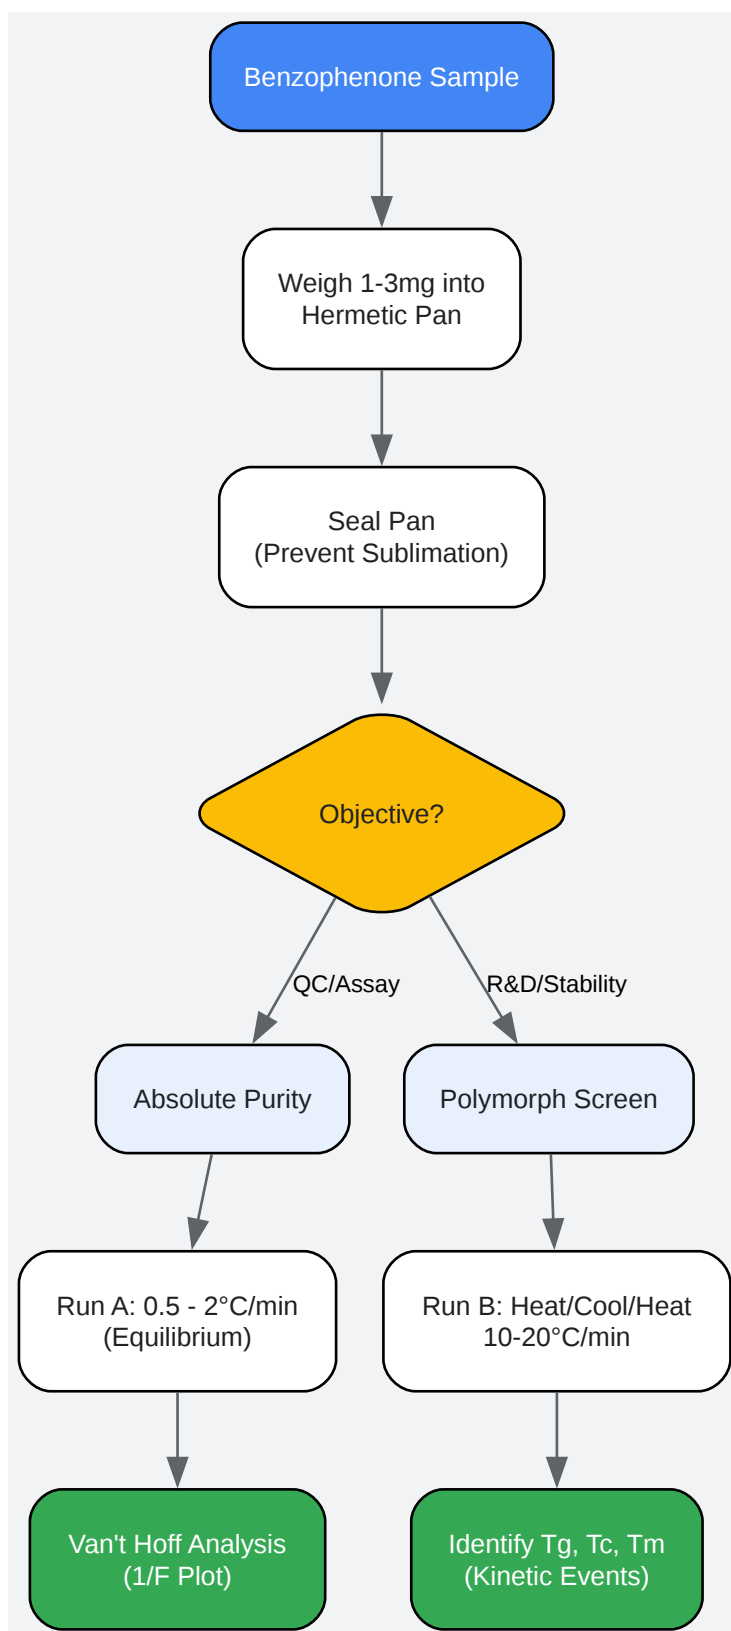 Benzophenone Sample
Weigh 1-3mg into
Hermetic Pan
Seal Pan
(Prevent Sublimation)
Objective?
QC/Assay
R&D/Stability
Absolute Purity
Polymorph Screen
Run A: 0.5 - 2°C/min
(Equilibrium)
Run B: Heat/Cool/Heat
10-20°C/min
Van't Hoff Analysis
(1/F Plot)
Identify Tg, Tc, Tm
(Kinetic Events)